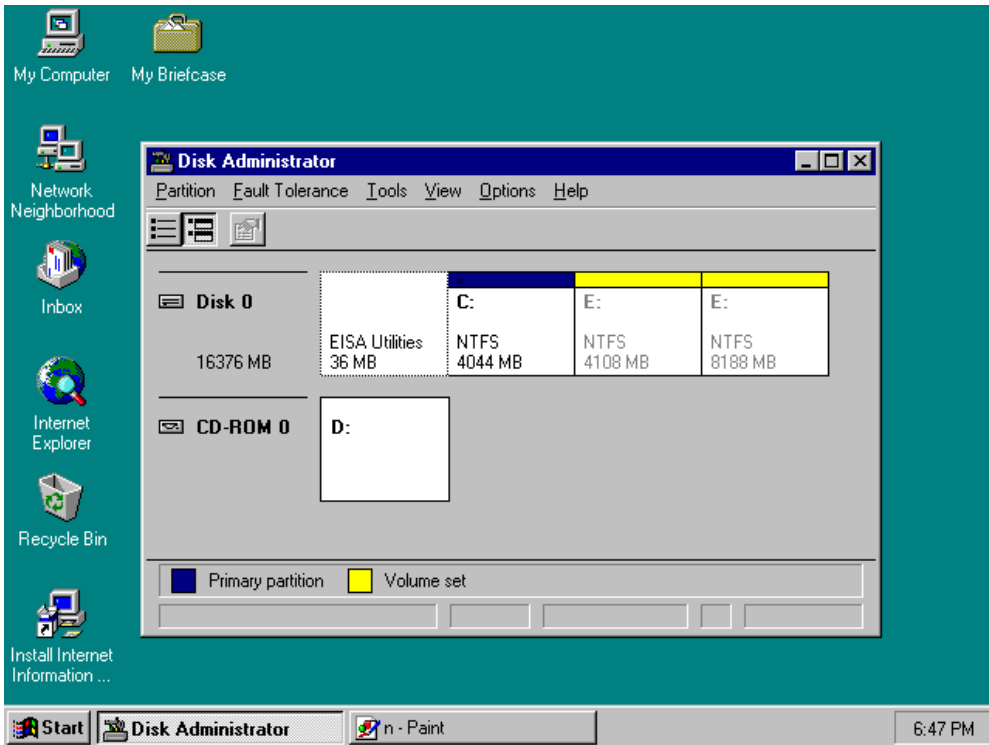 My Computer
My Briefcase
Network
Neighborhood
Inbox
Internet
Explorer
Recycle Bin
Install Internet
Information ...
Disk Administrator
Partition Fault Tolerance Tools View Options Help
Disk 0
16376 MB
EISA Utilities
36 MB
C:
NTFS
4044 MB
E:
NTFS
4108 MB
E:
NTFS
8188 MB
CD-ROM 0
D:
Primary partition
Volume set
Start
Disk Administrator
n - Paint
6:47 PM